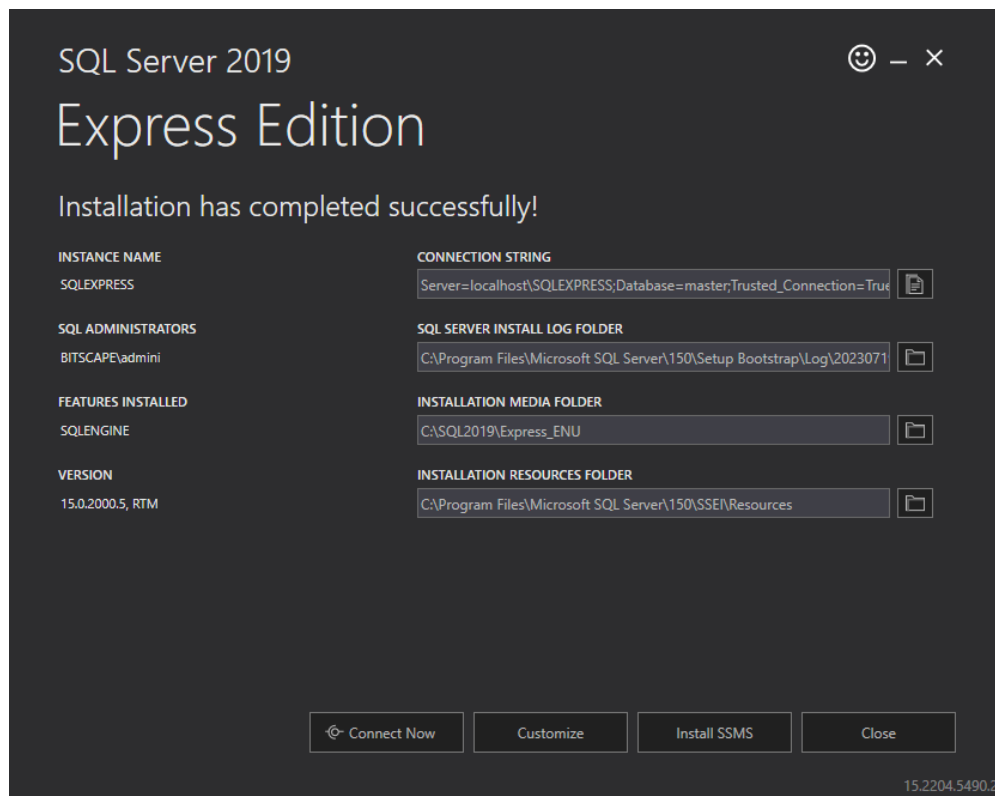 SQL Server 2019
Express Edition
Installation has completed successfully!
INSTANCE NAME
SQLEXPRESS
CONNECTION STRING
Server=localhost\SQLEXPRESS;Database=master;Trusted_Connection=True
SQL ADMINISTRATORS
BITSCAPE\admini
SQL SERVER INSTALL LOG FOLDER
C:\Program Files\Microsoft SQL Server\150\Setup Bootstrap\Log\2023071
FEATURES INSTALLED
SQLENGINE
INSTALLATION MEDIA FOLDER
C:\SQL2019\Express_ENU
VERSION
15.0.2000.5, RTM
INSTALLATION RESOURCES FOLDER
C:\Program Files\Microsoft SQL Server\150\SSEI\Resources
Connect Now
Customize
Install SSMS
Close
15.2204.5490.2